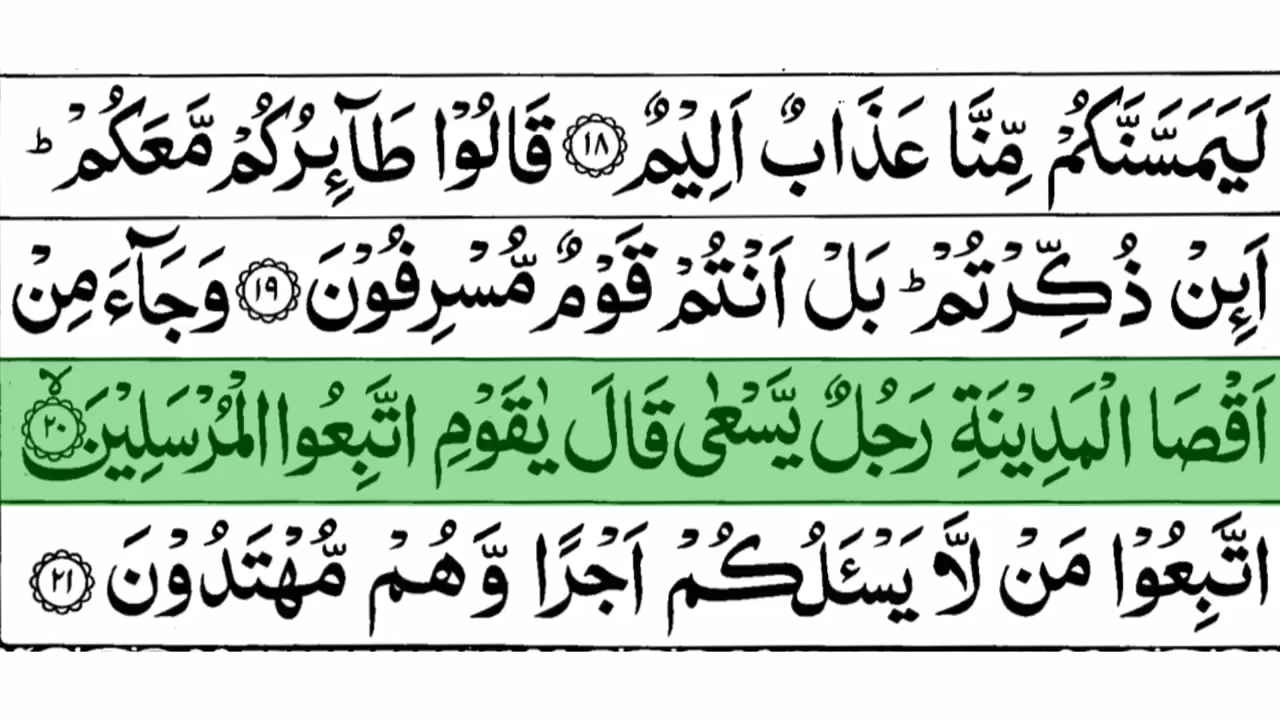 لَيَمَسَّنَّكُمْ مِّنَّا عَذَابٌ اَلِيْمٌ ۱۸ قَالُوْا طَآئِرُكُمْ مَّعَكُمْ ؕ
اَئِنْ ذُكِّرْتُمْ ؕ بَلْ اَنْتُمْ قَوْمٌ مُّسْرِفُوْنَ ۱۹ وَجَآءَ مِنْ
اَقْصَا الْمَدِيْنَةِ رَجُلٌ يَّسْعٰى قَالَ يٰقَوْمِ اتَّبِعُوا الْمُرْسَلِيْنَ ۙ ۲۰
اتَّبِعُوْا مَنْ لَّا يَسْـَٔلُكُمْ اَجْرًا وَّهُمْ مُّهْتَدُوْنَ ۲۱